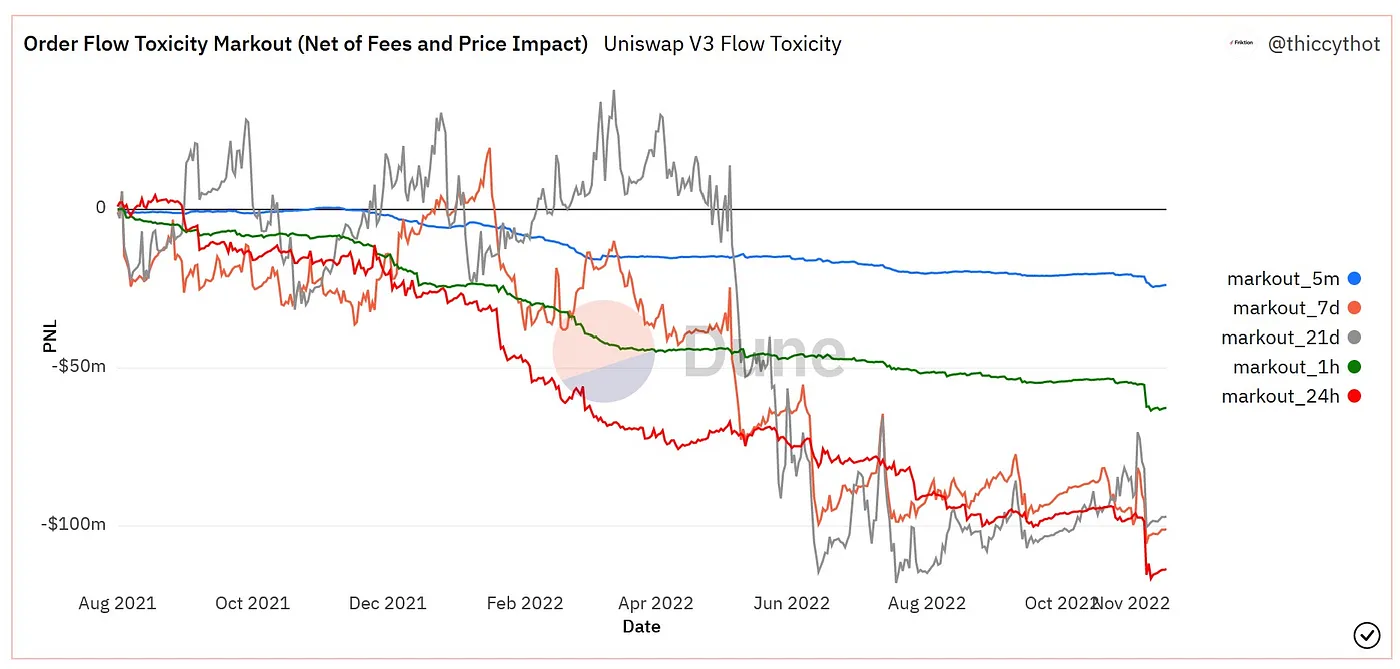 Order Flow Toxicity Markout (Net of Fees and Price Impact) Uniswap V3 Flow Toxicity
Friktion @thiccythot
0
-$50m
-$100m
PNL
Dune
markout_5m
markout_7d
markout_21d
markout_1h
markout_24h
Aug 2021 Oct 2021 Dec 2021 Feb 2022 Apr 2022 Jun 2022 Aug 2022 Oct 2022 Nov 2022
Date